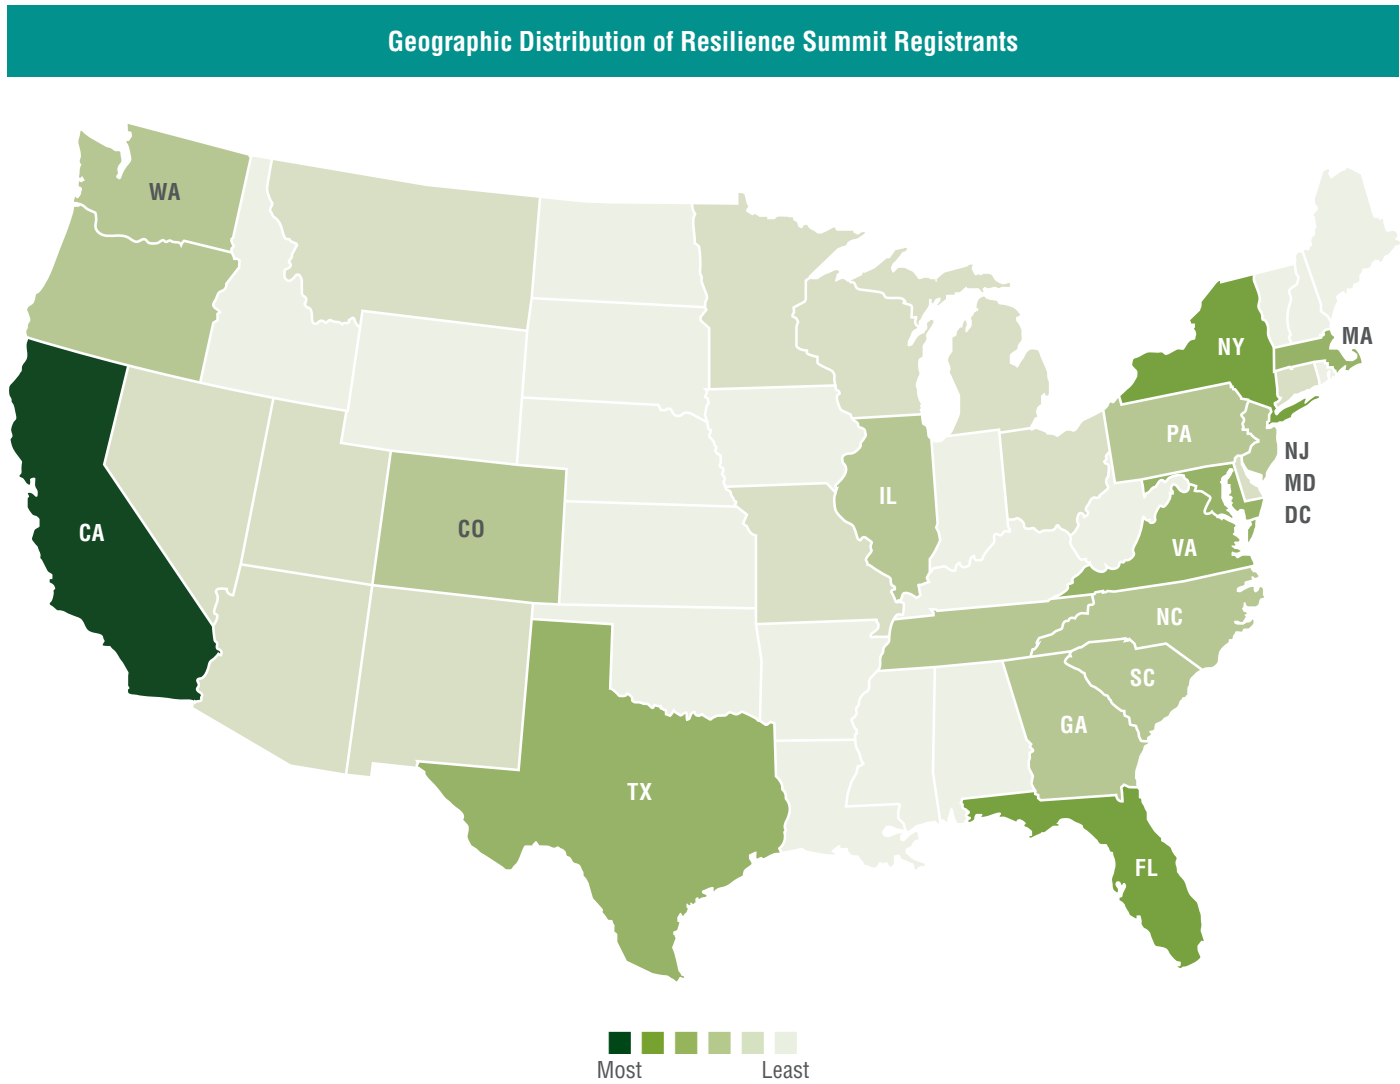 Geographic Distribution of Resilience Summit Registrants
WA
MA
NY
PA
NJ
MD
IL
DC
CO
CA
VA
NC
SC
GA
TX
FL
Most Least